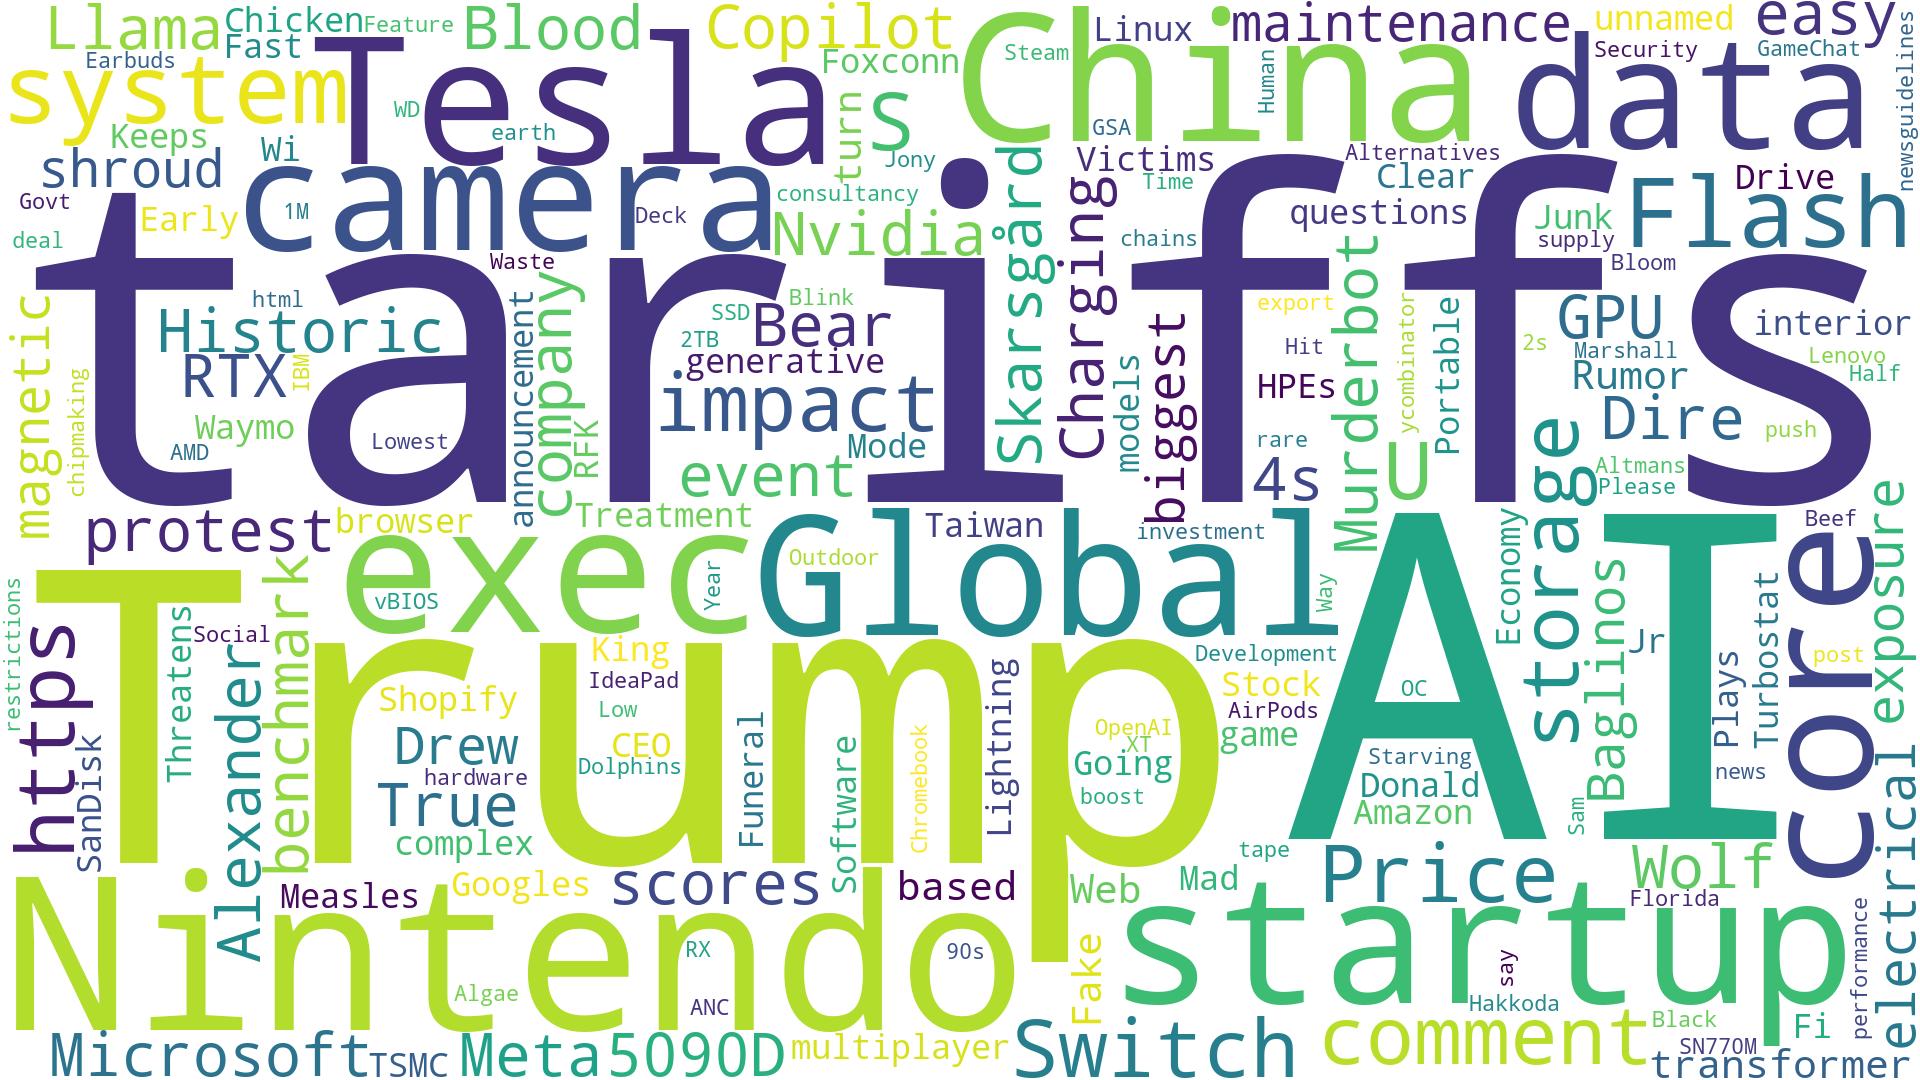 Llama
Chicken
Feature
Blood
Copilot
China
Linux
maintenance
unnamed
easy
Earbuds
Fast
Tesla
Foxconn
Steam
Human
data
Security
GameChat
newsguidelines
system
WD
earth
turn
S
GSA
Keeps
Wi
Jony
Victims
Alternatives
shroud
camera
consultancy
Skarsgård
Charging
Time
Clear
Drive
Govt
Early
1M
Deck
Nvidia
questions
Junk
Flash
deal
tariffs
chains
supply
Waste
Bloom
magnetic
html
announcement
company
SSD
Blink
Bear
export
Murderbot
ycombinator
Portable
GPU
interior
Historic
2TB
biggest
Hit
2s
Marshall
Lenovo
RTX
IBM
generative
models
HPEs
Rumor
Half
chipmaking
impact
Waymo
RFK
Mode
rare
Dire
push
AMD
Lowest
event
4s
U
storage
Altmans
Please
protest
browser
Treatment
Taiwan
investment
Economy
Beef
exposure
exec
Global
Outdoor
AI
core
restrictions
benchmark
vBIOS
Year
Way
Baglinos
Turbostat
https
Threatens
Social
Trump
King
Development
Jr
post
Alexander
IdeaPad
Lightning
Stock
OC
Plays
SanDisk
Shopify
Low
Funeral
AirPods
OpenAI
XT
game
Drew
CEO
Software
Chromebook
Starving
news
hardware
Dolphins
Going
Donald
electrical
True
boost
Amazon
Sam
complex
tape
Price
Wolf
Measles
Googles
scores
based
Web
Mad
Florida
Nintendo
startup
performance
RX
90s
Fake
say
Algae
ANC
Hakkoda
Black
Fi
Microsoft
TSMC
Meta
5090D
multiplayer
Switch
comment
SN770M
transformer